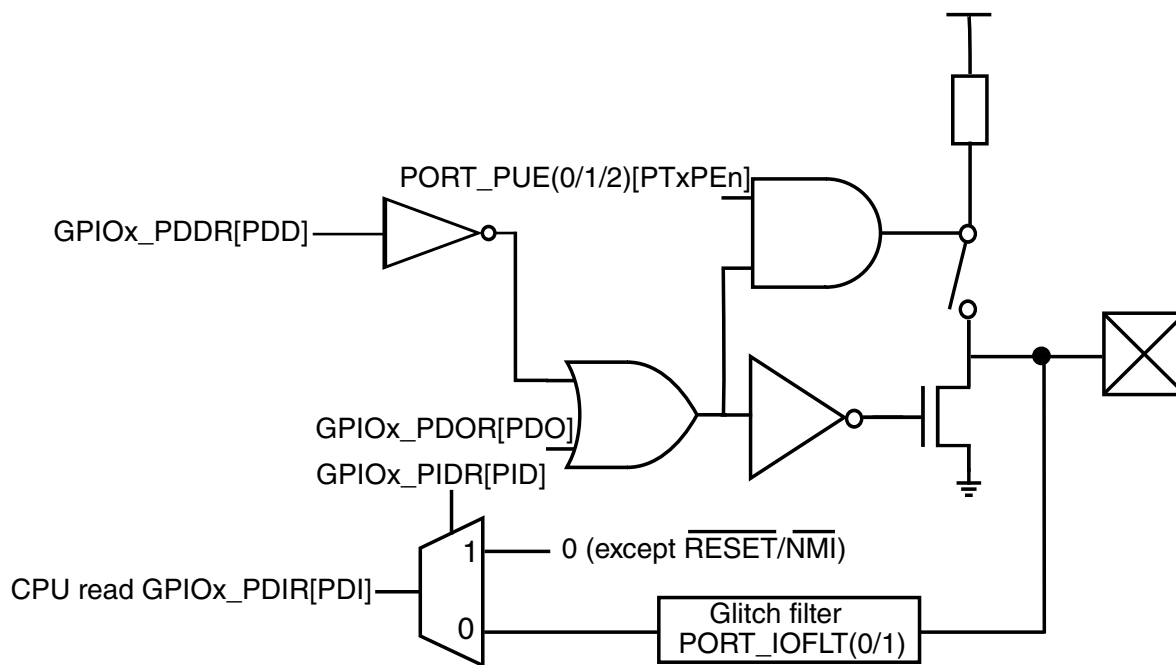 PORT_PUE(0/1/2)[PTxPEn]
GPIOx_PDDR[PDD]
GPIOx_PDOR[PDO]
GPIOx_PIDR[PID]
1
0 (except RESET/NMI)
CPU read GPIOx_PDIR[PDI]
0
Glitch filter
PORT_IOFLT(0/1)